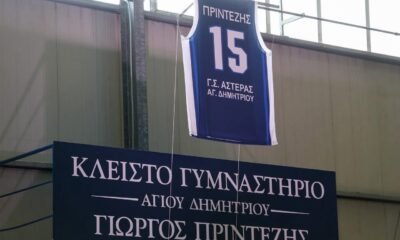 ΠΡΙΝΤΕΖΗΣ
15
Γ.Σ. ΑΣΤΕΡΑΣ
ΑΓ. ΔΗΜΗΤΡΙΟΥ
ΚΛΕΙΣΤΟ ΓΥΜΝΑΣΤΗΡΙΟ
ΑΓΙΟΥ ΔΗΜΗΤΡΙΟΥ
ΓΙΩΡΓΟΣ ΠΡΙΝΤΕΖΗΣ